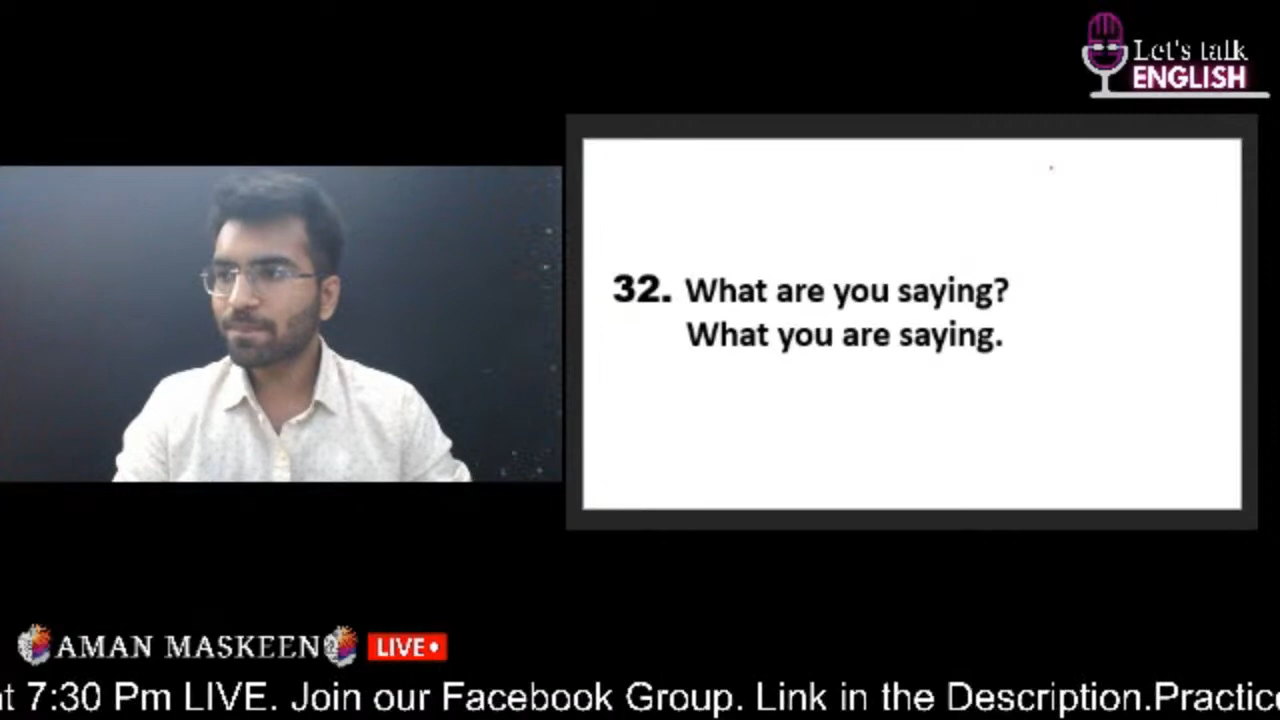 Let's talk
ENGLISH
32. What are you saying?
What you are saying.
AMAN MASKEEN
LIVE
7:30 Pm LIVE. Join our Facebook Group. Link in the Description.